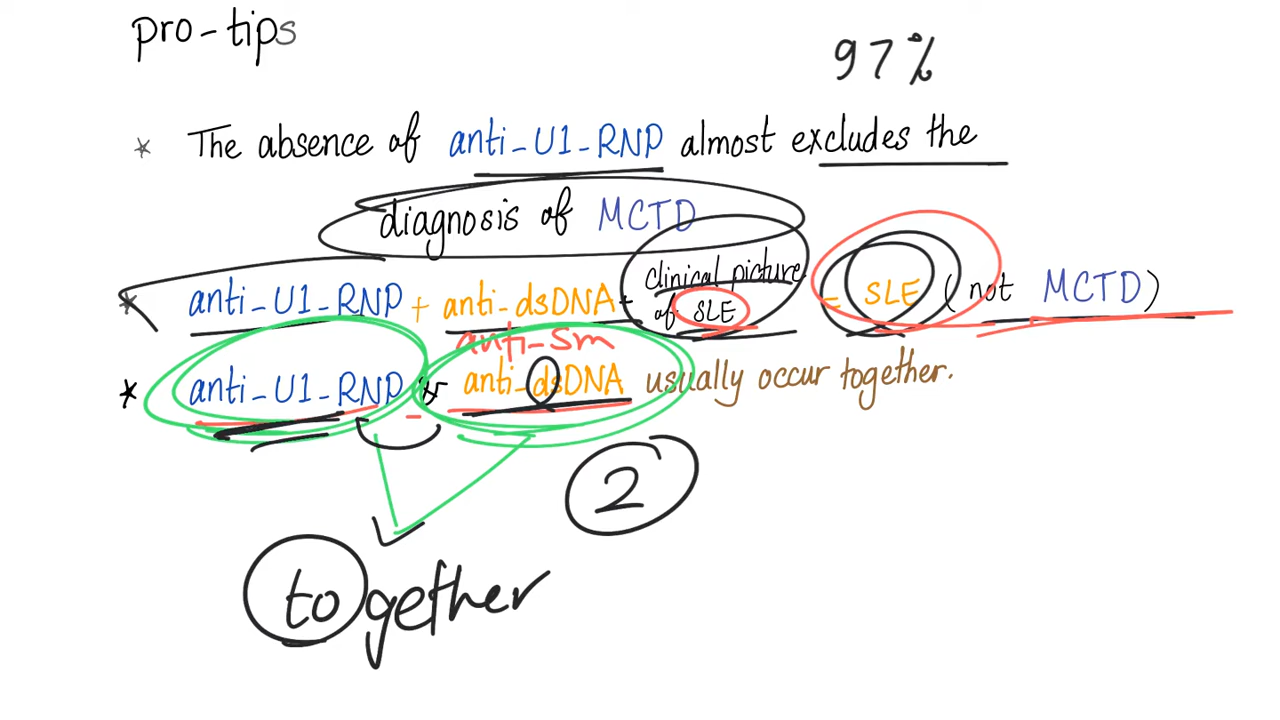 pro-tips
97%
* The absence of anti-U1-RNP almost excludes the
diagnosis of MCTD
* anti-U1-RNP + anti-dsDNA + clinical picture of SLE = SLE (not MCTD)
anti-Sm
* anti-U1-RNP & anti-dsDNA usually occur together.
2
together